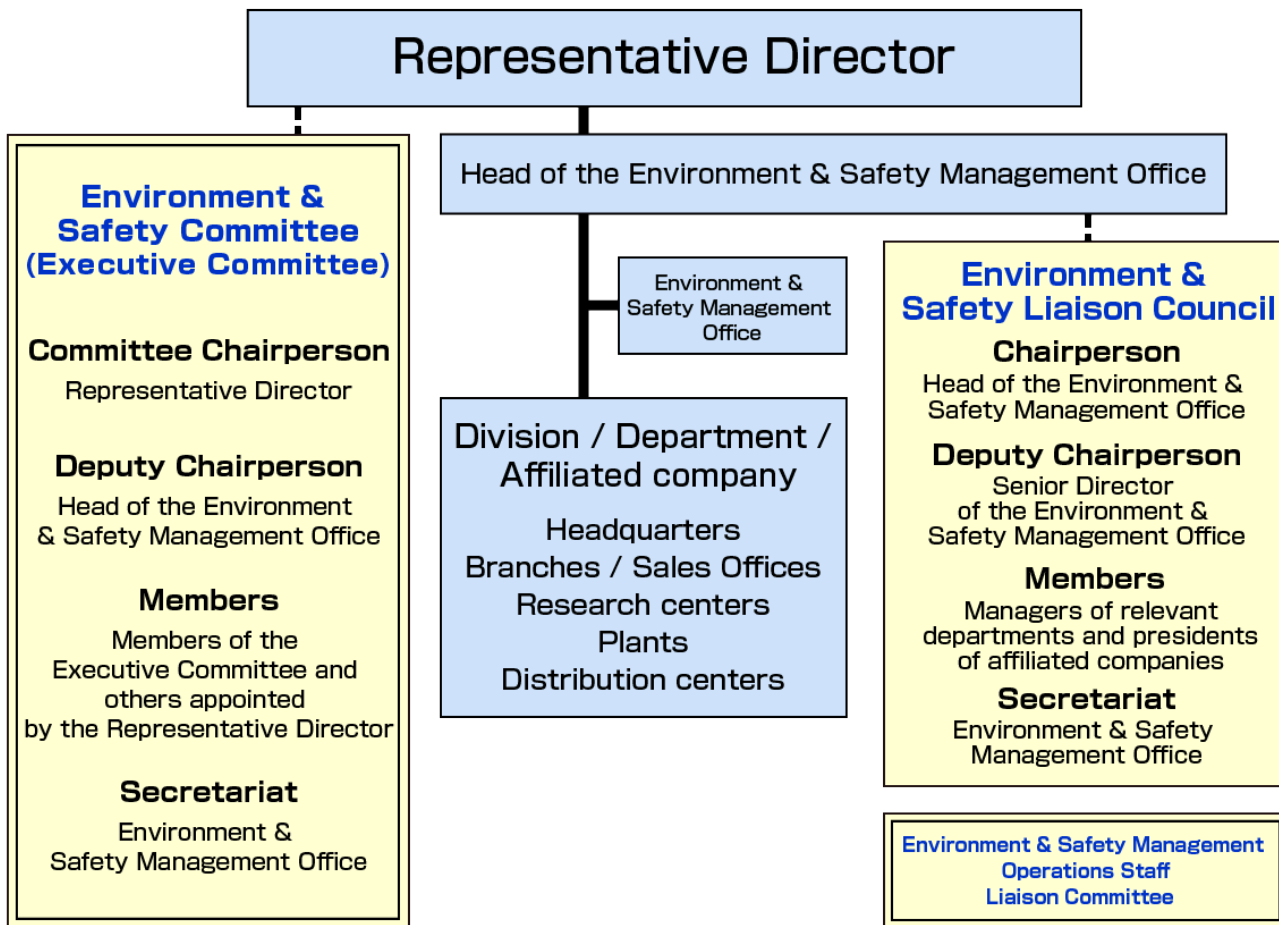 Representative Director
Head of the Environment & Safety Management Office
Environment &
Safety Committee
(Executive Committee)
Committee Chairperson
Representative Director
Deputy Chairperson
Head of the Environment
& Safety Management Office
Members
Members of the
Executive Committee and
others appointed
by the Representative Director
Secretariat
Environment &
Safety Management Office
Environment &
Safety Management
Office
Division / Department /
Affiliated company
Headquarters
Branches / Sales Offices
Research centers
Plants
Distribution centers
Environment &
Safety Liaison Council
Chairperson
Head of the Environment &
Safety Management Office
Deputy Chairperson
Senior Director
of the Environment &
Safety Management Office
Members
Managers of relevant
departments and presidents
of affiliated companies
Secretariat
Environment & Safety
Management Office
Environment & Safety Management
Operations Staff
Liaison Committee